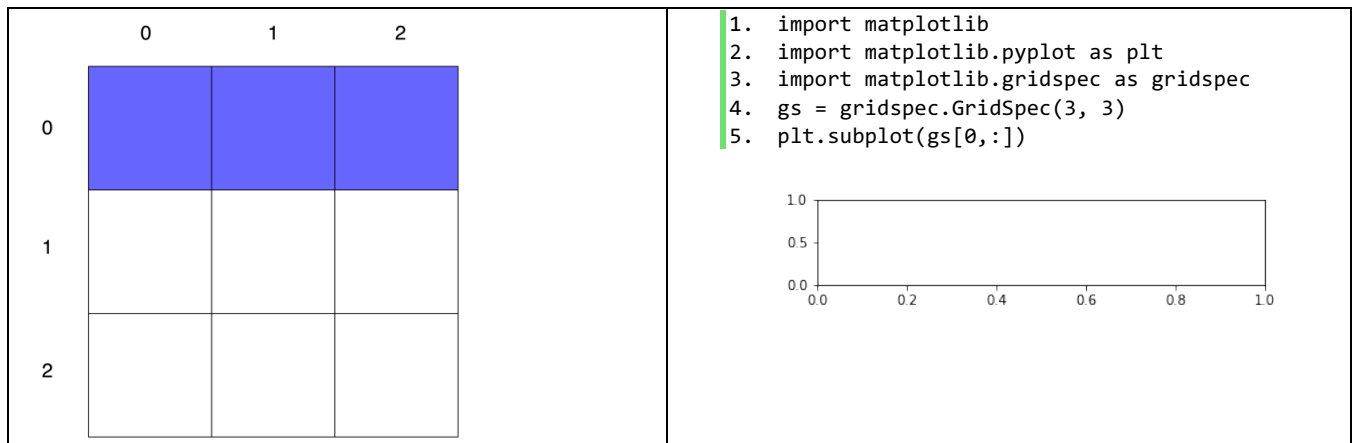 0 1 2
0
1
2
1. import matplotlib
2. import matplotlib.pyplot as plt
3. import matplotlib.gridspec as gridspec
4. gs = gridspec.GridSpec(3, 3)
5. plt.subplot(gs[0,:])
1.0
0.5
0.0
0.0 0.2 0.4 0.6 0.8 1.0